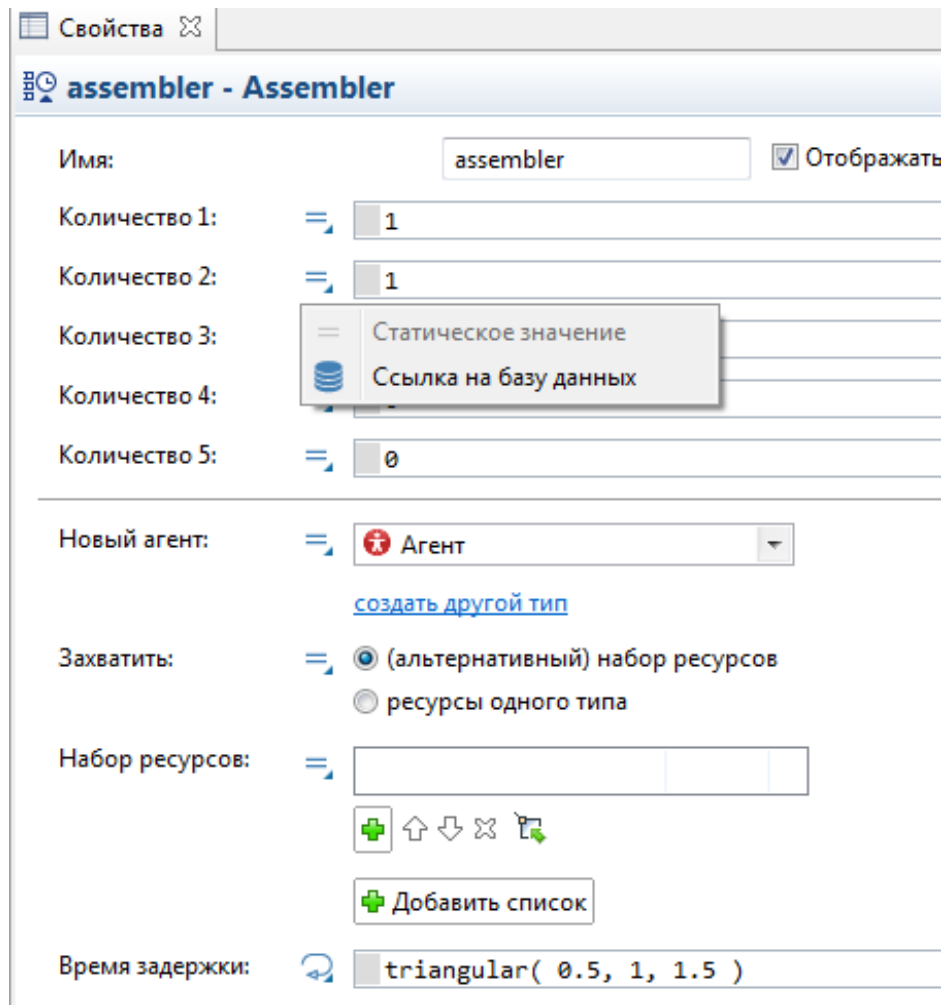 Свойства
assembler - Assembler
Имя: assembler Отображать
Количество 1: 1
Количество 2: 1
Количество 3:
Статическое значение
Ссылка на базу данных
Количество 4:
Количество 5: 0
Новый агент: Агент
создать другой тип
Захватить: (альтернативный) набор ресурсов
ресурсы одного типа
Набор ресурсов:
Добавить список
Время задержки: triangular( 0.5, 1, 1.5 )